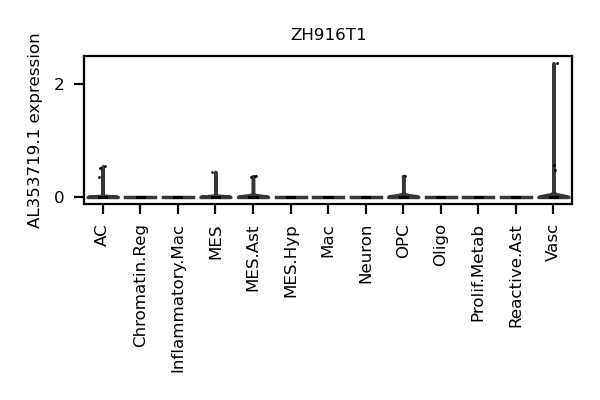 ZH916T1
AL353719.1 expression
2
0
AC
Chromatin.Reg
Inflammatory.Mac
MES
MES.Ast
MES.Hyp
Mac
Neuron
OPC
Oligo
Prolif.Metab
Reactive.Ast
Vasc